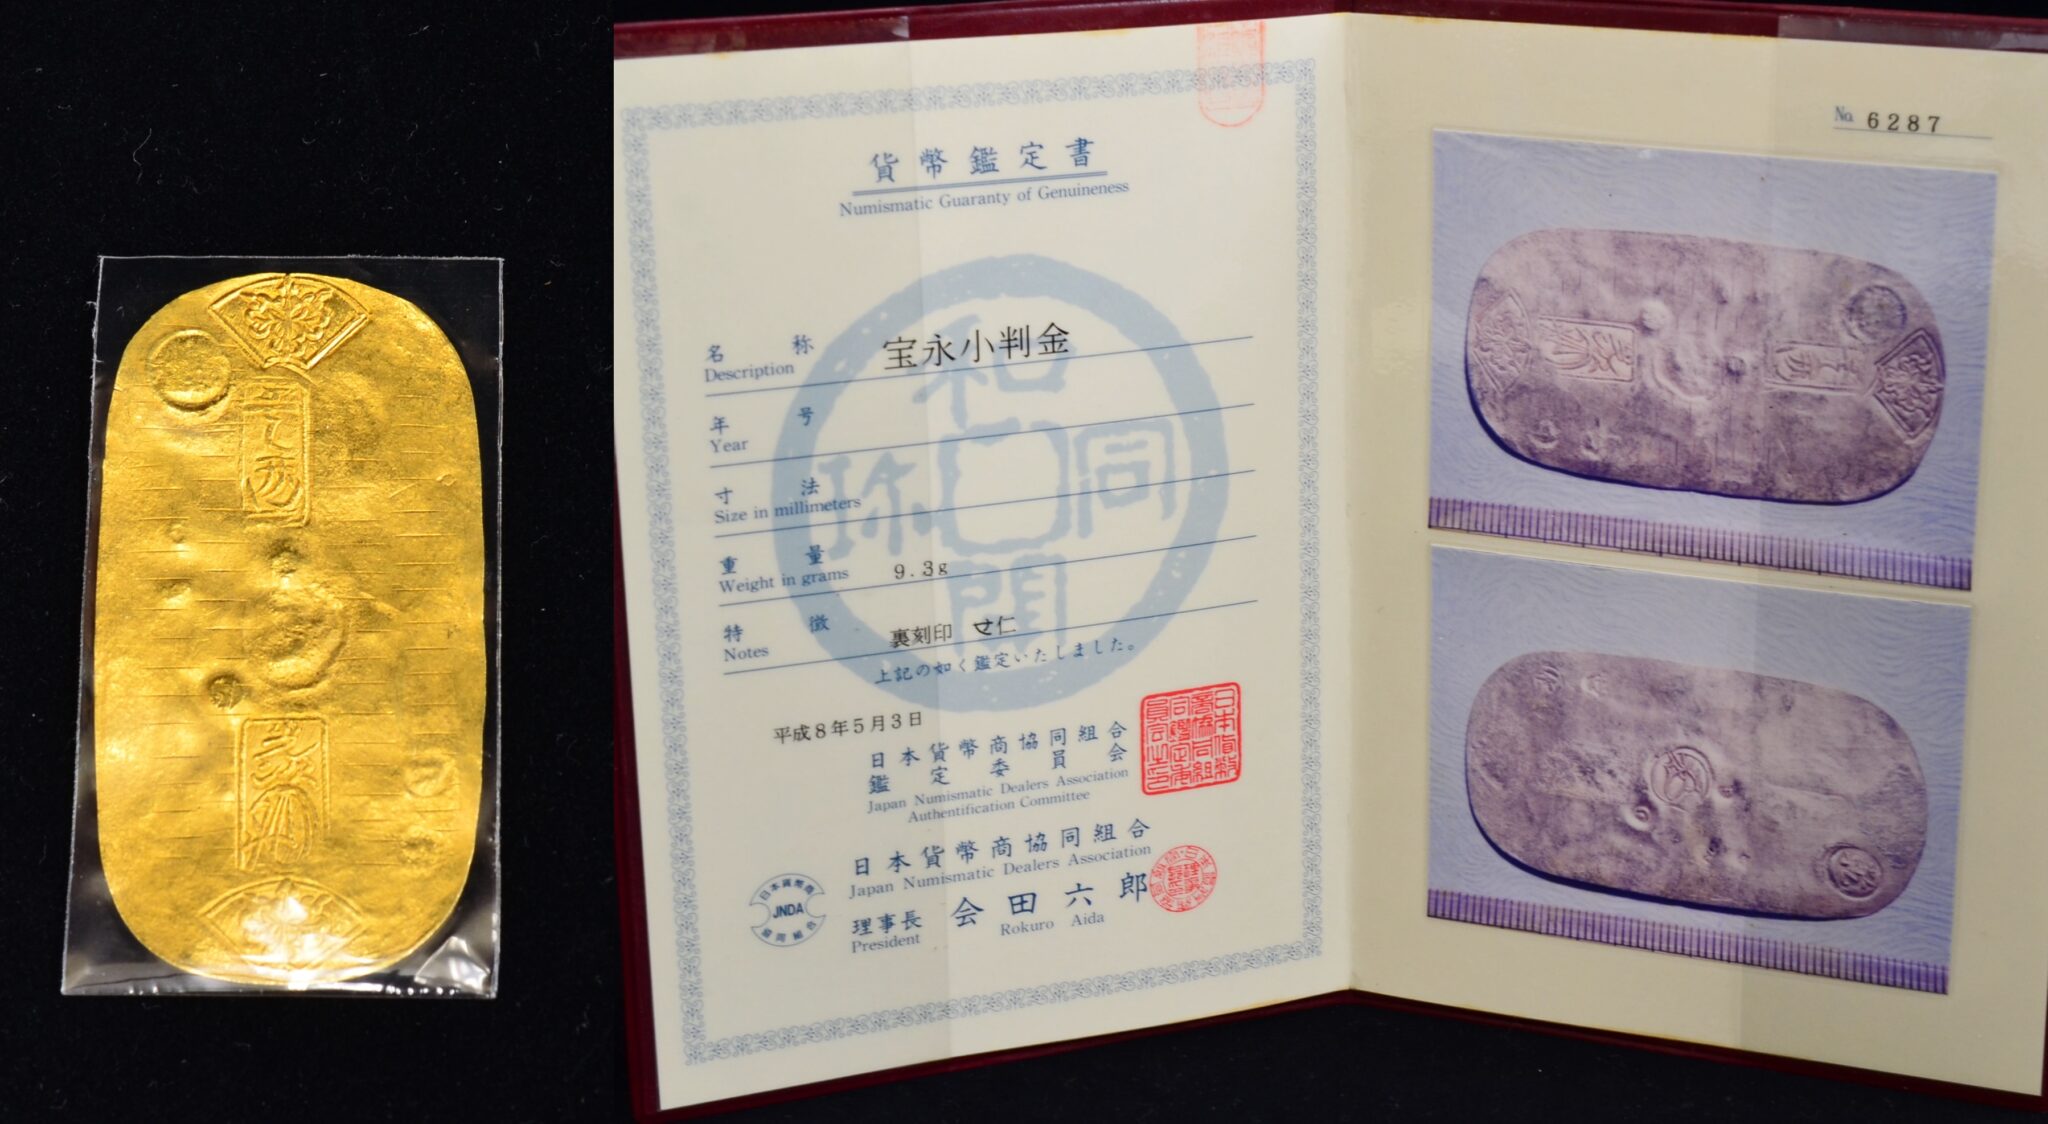 貨幣鑑定書
Numismatic Guaranty of Genuineness
名称 宝永小判金
Description
年号
Year
寸法
Size in millimeters
重量
Weight in grams 9.3g
特徴
Notes 裏刻印 せ仁
上記の如く鑑定いたしました。
平成8年5月3日
日本貨幣商協同組合
鑑定委員会
Japan Numismatic Dealers Association
Authentification Committee
日本貨幣商協同組合
Japan Numismatic Dealers Association
理事長 会田六郎
President Rokuro Aida
JNDA
和同開珎
No. 6287